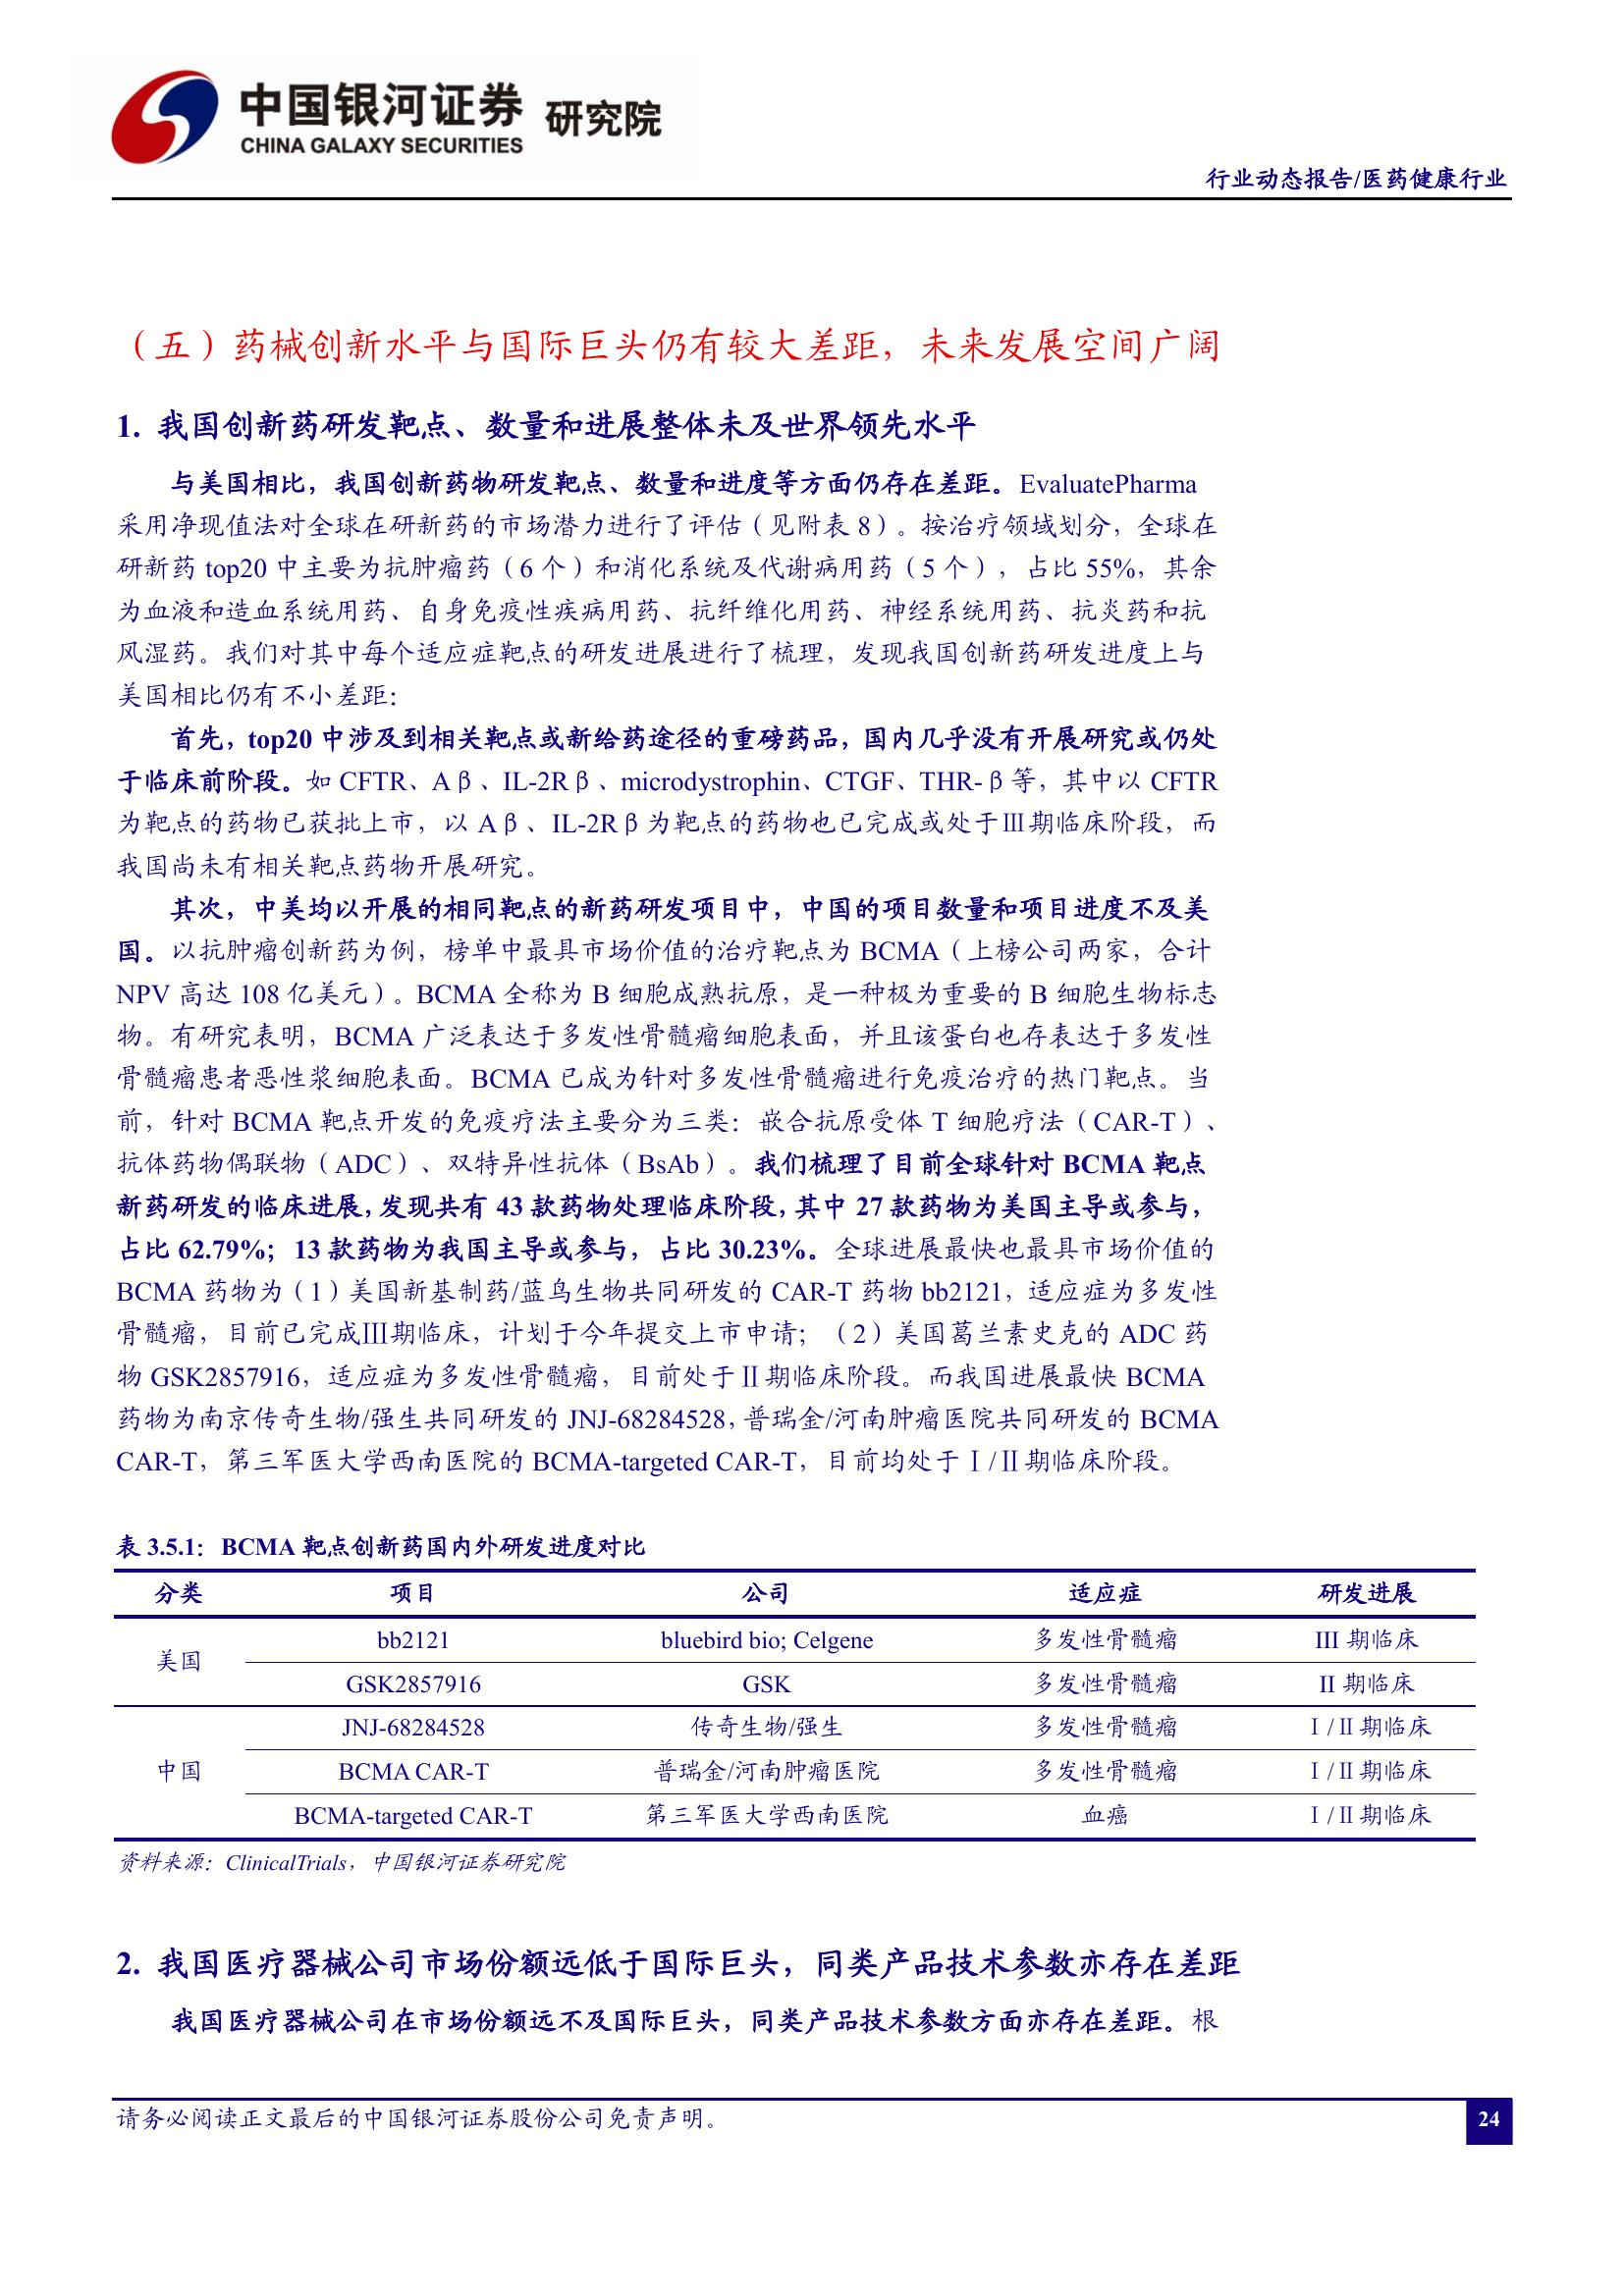 中国银河证券 研究院
CHINA GALAXY SECURITIES
行业动态报告/医药健康行业
（五）药械创新水平与国际巨头仍有较大差距，未来发展空间广阔
1. 我国创新药研发靶点、数量和进展整体未及世界领先水平
与美国相比，我国创新药物研发靶点、数量和进度等方面仍存在差距。EvaluatePharma
采用净现值法对全球在研新药的市场潜力进行了评估（见附表 8）。按治疗领域划分，全球在
研新药 top20 中主要为抗肿瘤药（6 个）和消化系统及代谢病用药（5 个），占比 55%，其余
为血液和造血系统用药、自身免疫性疾病用药、抗纤维化用药、神经系统用药、抗炎药和抗
风湿药。我们对其中每个适应症靶点的研发进展进行了梳理，发现我国创新药研发进度上与
美国相比仍有不小差距：
首先，top20 中涉及到相关靶点或新给药途径的重磅药品，国内几乎没有开展研究或仍处
于临床前阶段。如 CFTR、Aβ、IL-2Rβ、microdystrophin、CTGF、THR-β等，其中以 CFTR
为靶点的药物已获批上市，以 Aβ、IL-2Rβ为靶点的药物也已完成或处于Ⅲ期临床阶段，而
我国尚未有相关靶点药物开展研究。
其次，中美均以开展的相同靶点的新药研发项目中，中国的项目数量和项目进度不及美
国。以抗肿瘤创新药为例，榜单中最具市场价值的治疗靶点为 BCMA（上榜公司两家，合计
NPV 高达 108 亿美元）。BCMA 全称为 B 细胞成熟抗原，是一种极为重要的 B 细胞生物标志
物。有研究表明，BCMA 广泛表达于多发性骨髓瘤细胞表面，并且该蛋白也存表达于多发性
骨髓瘤患者恶性浆细胞表面。BCMA 已成为针对多发性骨髓瘤进行免疫治疗的热门靶点。当
前，针对 BCMA 靶点开发的免疫疗法主要分为三类：嵌合抗原受体 T 细胞疗法（CAR-T）、
抗体药物偶联物（ADC）、双特异性抗体（BsAb）。我们梳理了目前全球针对 BCMA 靶点
新药研发的临床进展，发现共有 43 款药物处理临床阶段，其中 27 款药物为美国主导或参与，
占比 62.79%；13 款药物为我国主导或参与，占比 30.23%。全球进展最快也最具市场价值的
BCMA 药物为（1）美国新基制药/蓝鸟生物共同研发的 CAR-T 药物 bb2121，适应症为多发性
骨髓瘤，目前已完成Ⅲ期临床，计划于今年提交上市申请；（2）美国葛兰素史克的 ADC 药
物 GSK2857916，适应症为多发性骨髓瘤，目前处于Ⅱ期临床阶段。而我国进展最快 BCMA
药物为南京传奇生物/强生共同研发的 JNJ-68284528，普瑞金/河南肿瘤医院共同研发的 BCMA
CAR-T，第三军医大学西南医院的 BCMA-targeted CAR-T，目前均处于Ⅰ/Ⅱ期临床阶段。
表 3.5.1：BCMA 靶点创新药国内外研发进度对比
分类 项目 公司 适应症 研发进展
美国 bb2121 bluebird bio; Celgene 多发性骨髓瘤 III 期临床
GSK2857916 GSK 多发性骨髓瘤 II 期临床
中国 JNJ-68284528 传奇生物/强生 多发性骨髓瘤 Ⅰ/Ⅱ期临床
BCMA CAR-T 普瑞金/河南肿瘤医院 多发性骨髓瘤 Ⅰ/Ⅱ期临床
BCMA-targeted CAR-T 第三军医大学西南医院 血癌 Ⅰ/Ⅱ期临床
资料来源：ClinicalTrials，中国银河证券研究院
2. 我国医疗器械公司市场份额远低于国际巨头，同类产品技术参数亦存在差距
我国医疗器械公司在市场份额远不及国际巨头，同类产品技术参数方面亦存在差距。根
请务必阅读正文最后的中国银河证券股份公司免责声明。
24